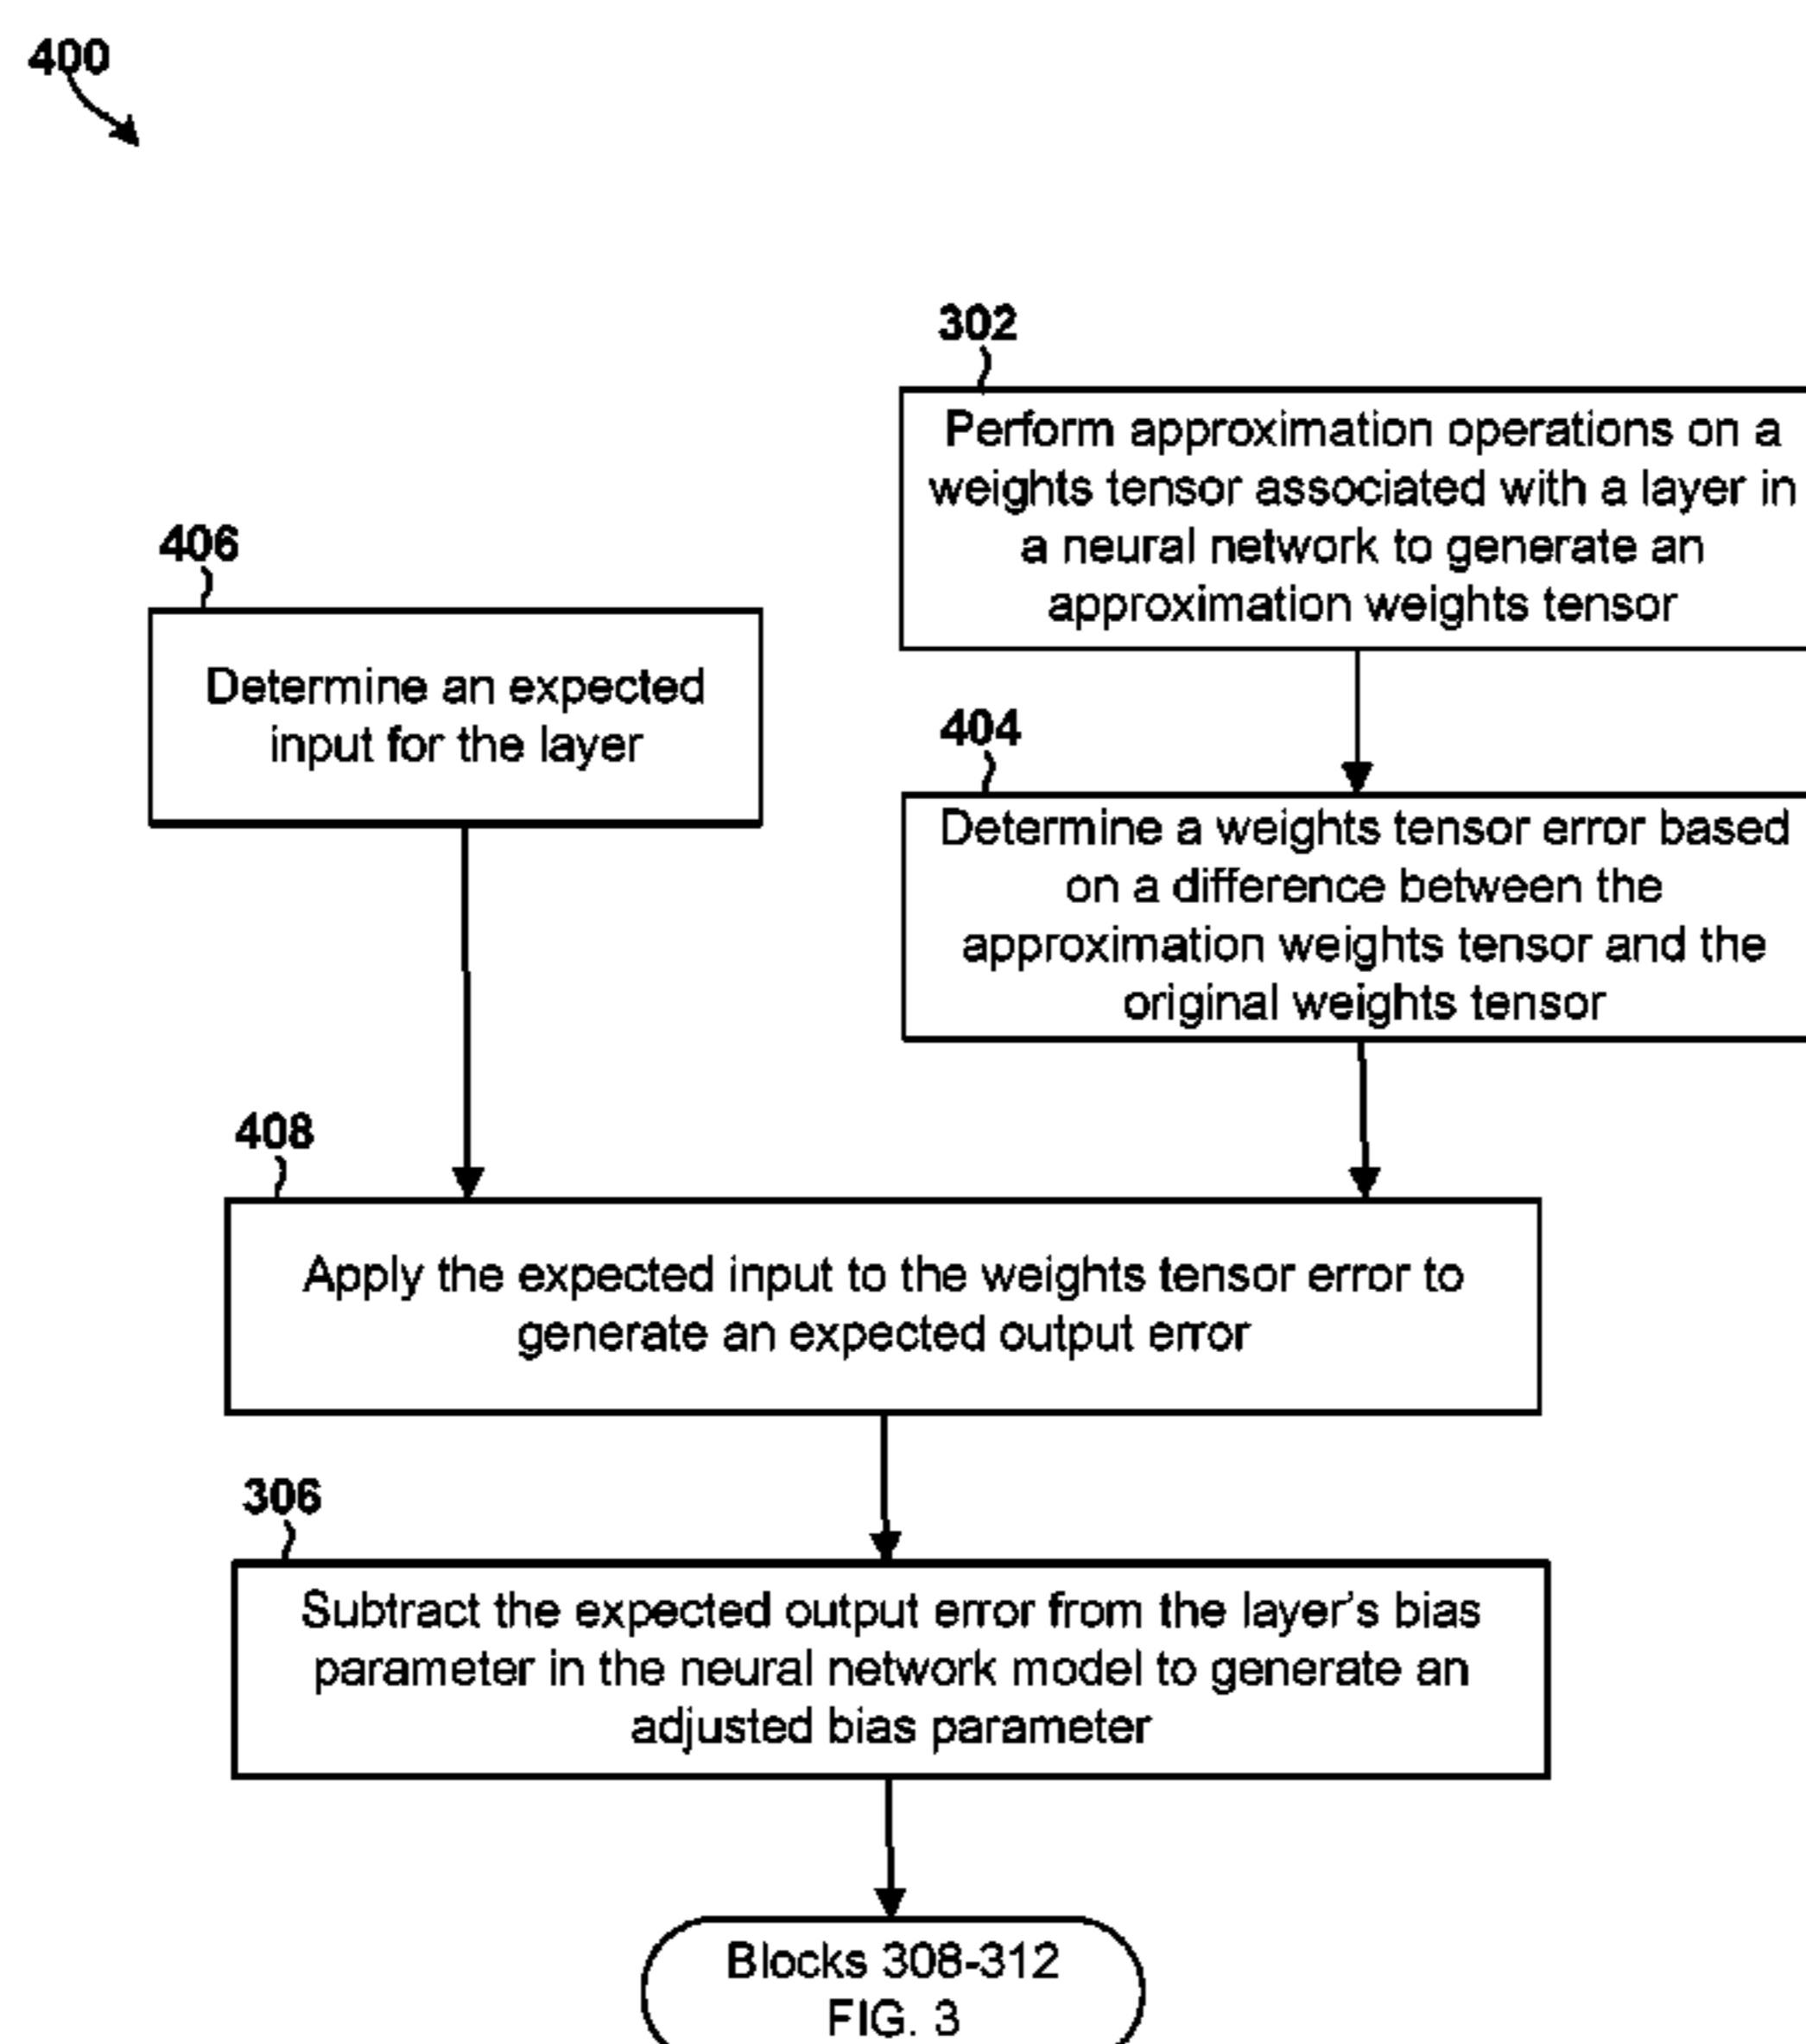 400
302
Perform approximation operations on a
weights tensor associated with a layer in
a neural network to generate an
approximation weights tensor
406
Determine an expected
input for the layer
404
Determine a weights tensor error based
on a difference between the
approximation weights tensor and the
original weights tensor
408
Apply the expected input to the weights tensor error to
generate an expected output error
306
Subtract the expected output error from the layer's bias
parameter in the neural network model to generate an
adjusted bias parameter
Blocks 308-312
FIG. 3